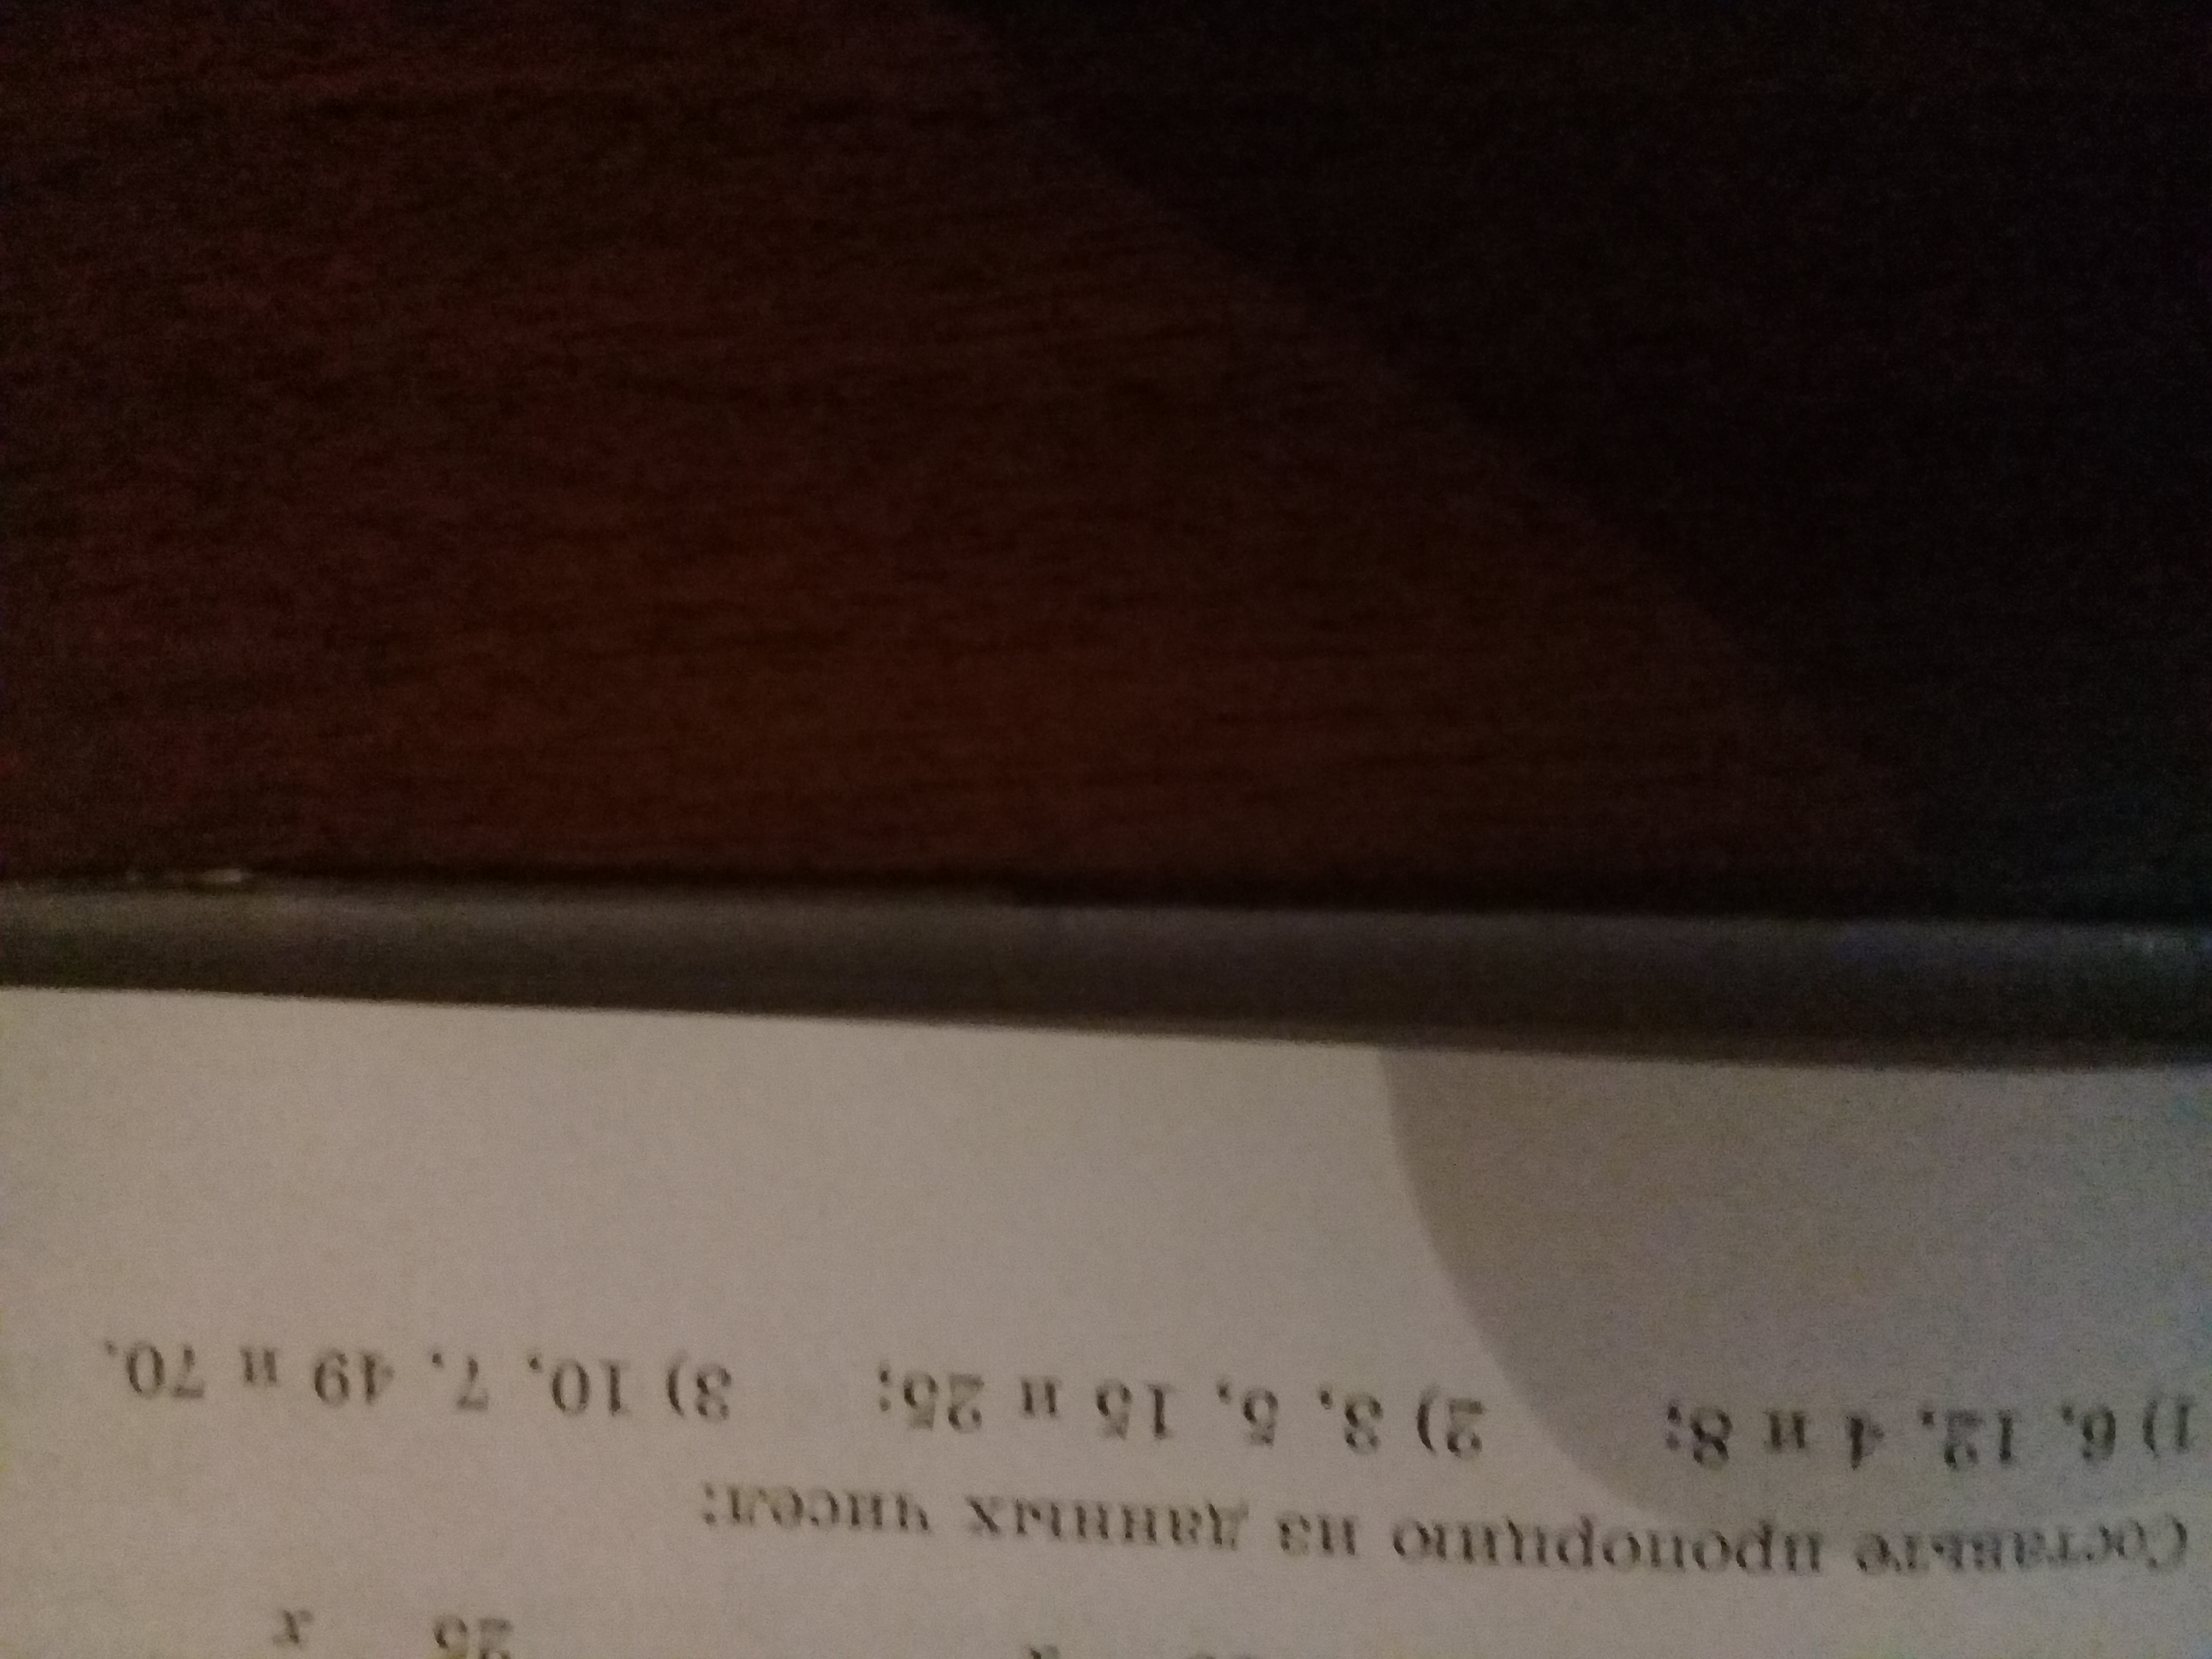 25 x
Составьте пропорцию из данных чисел:
1) 6, 12, 4 и 8; 2) 3, 5, 15 и 25; 3) 10, 7, 49 и 70.